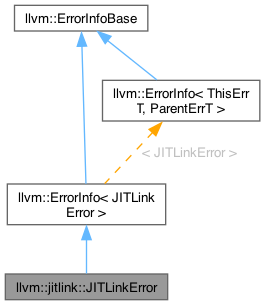 llvm::ErrorInfoBase
llvm::ErrorInfo< ThisErr
T, ParentErrT >
< JITLinkError >
llvm::ErrorInfo< JITLink
Error >
llvm::jitlink::JITLinkError